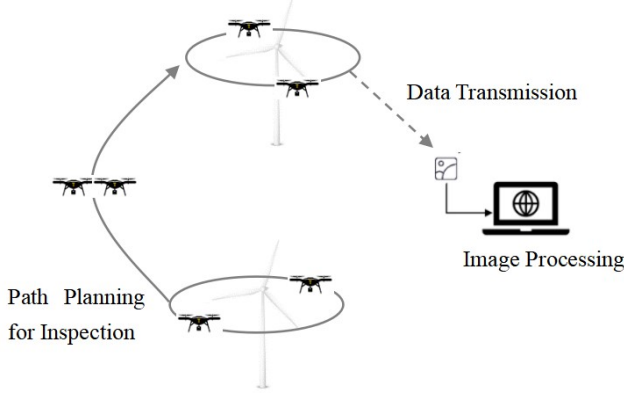 Data Transmission
Image Processing
Path Planning
for Inspection